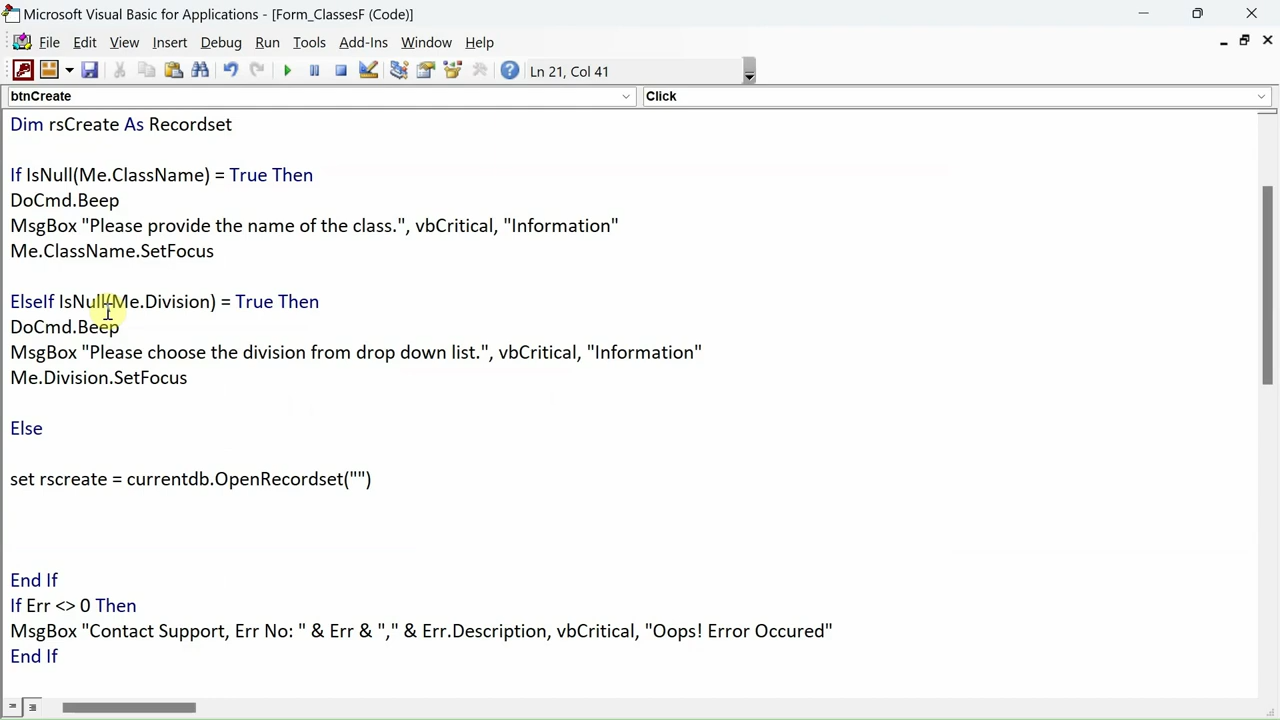 Microsoft Visual Basic for Applications - [Form_ClassesF (Code)]
File Edit View Insert Debug Run Tools Add-Ins Window Help
Ln 21, Col 41
btnCreate Click
Dim rsCreate As Recordset
If IsNull(Me.ClassName) = True Then
DoCmd.Beep
MsgBox "Please provide the name of the class.", vbCritical, "Information"
Me.ClassName.SetFocus
ElseIf IsNull(Me.Division) = True Then
DoCmd.Beep
MsgBox "Please choose the division from drop down list.", vbCritical, "Information"
Me.Division.SetFocus
Else
set rscreate = currentdb.OpenRecordset("")
End If
If Err <> 0 Then
MsgBox "Contact Support, Err No: " & Err & "," & Err.Description, vbCritical, "Oops! Error Occured"
End If